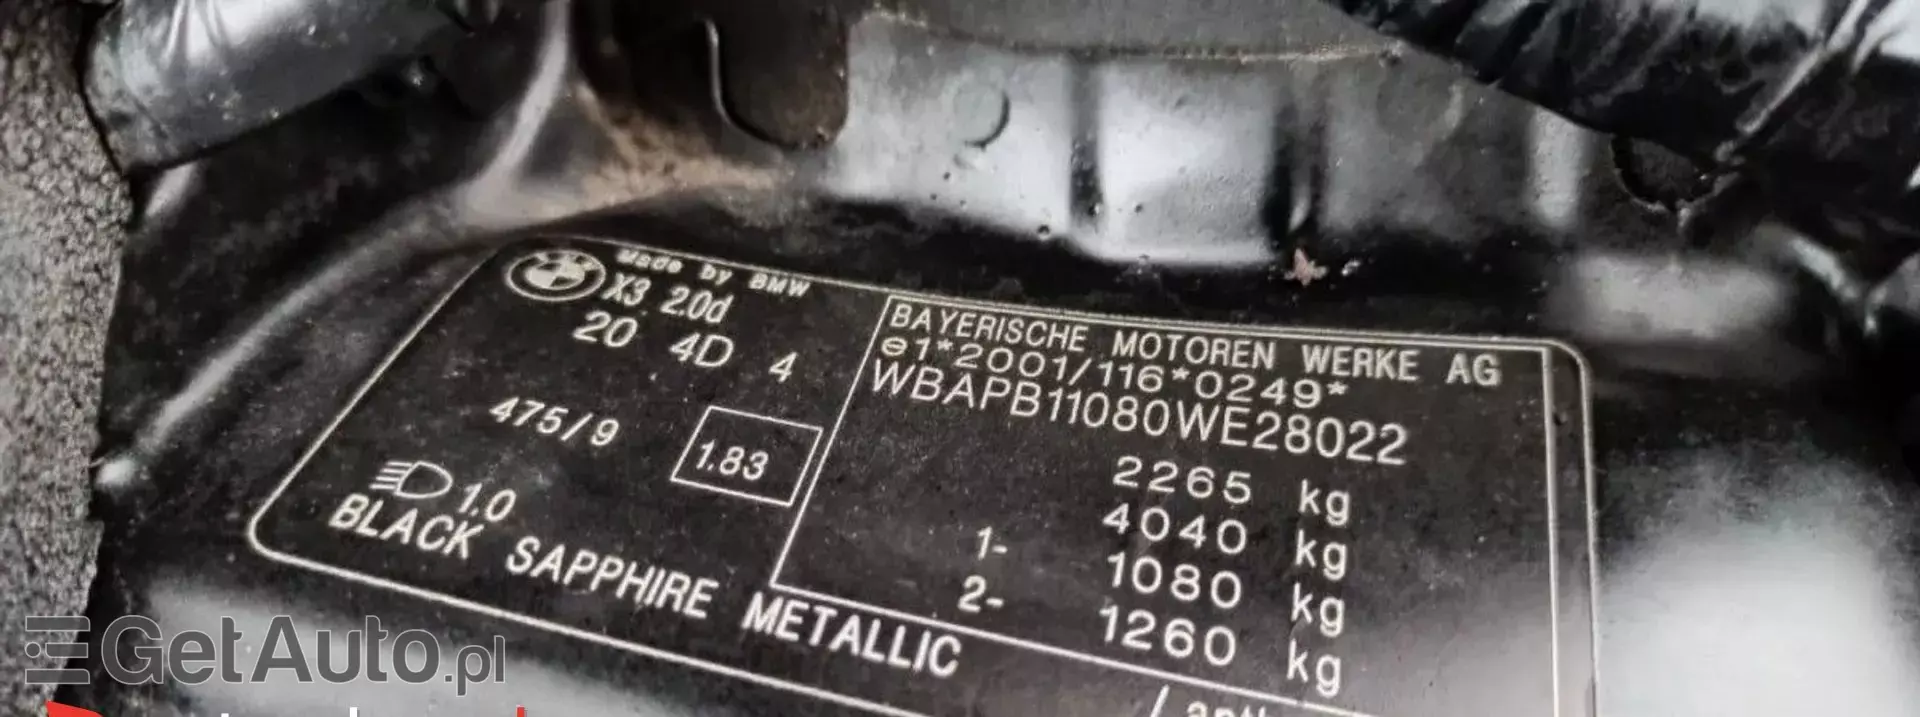 Made by BMW
X3 2.0d
20 4D 4
475/9
1.83
1.0
BLACK SAPPHIRE METALLIC
BAYERISCHE MOTOREN WERKE AG
e1*2001/116*0249*
WBAPB11080WE28022
2265 kg
4040 kg
1- 1080 kg
2- 1260 kg
GetAuto.pl